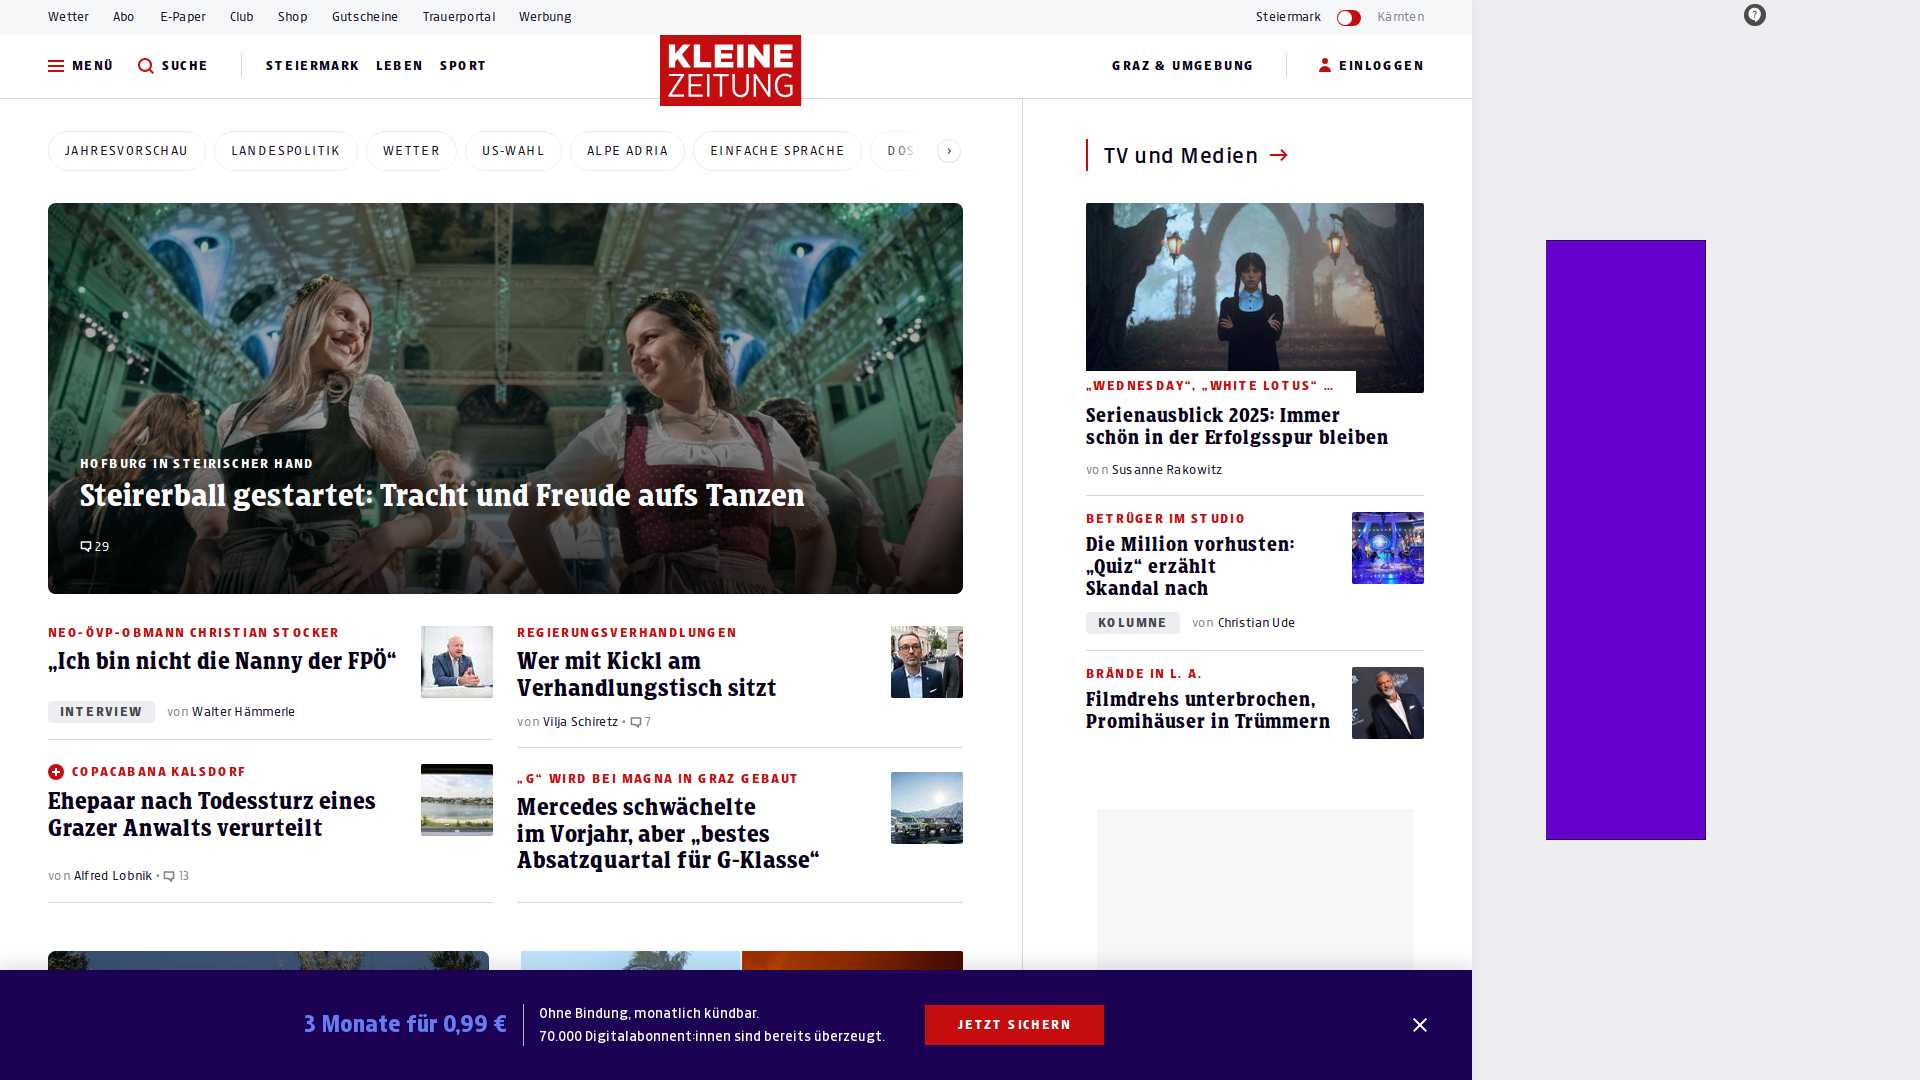 Wetter Abo E-Paper Club Shop Gutscheine Trauerportal Werbung
Steiermark Kärnten
MENÜ SUCHE STEIERMARK LEBEN SPORT
KLEINE
ZEITUNG
GRAZ & UMGEBUNG EINLOGGEN
JAHRESVORSCHAU LANDESPOLITIK WETTER US-WAHL ALPE ADRIA EINFACHE SPRACHE DOS
HOFBURG IN STEIRISCHER HAND
Steirerball gestartet: Tracht und Freude aufs Tanzen
29
NEO-ÖVP-OBMANN CHRISTIAN STOCKER
„Ich bin nicht die Nanny der FPÖ“
INTERVIEW von Walter Hämmerle
COPACABANA KALSDORF
Ehepaar nach Todessturz eines
Grazer Anwalts verurteilt
von Alfred Lobnik • 13
REGIERUNGSVERHANDLUNGEN
Wer mit Kickl am
Verhandlungstisch sitzt
von Vilja Schiretz • 7
„G“ WIRD BEI MAGNA IN GRAZ GEBAUT
Mercedes schwächelte
im Vorjahr, aber „bestes
Absatzquartal für G-Klasse“
TV und Medien
„WEDNESDAY“, „WHITE LOTUS“ …
Serienausblick 2025: Immer
schön in der Erfolgsspur bleiben
von Susanne Rakowitz
BETRÜGER IM STUDIO
Die Million vorhusten:
„Quiz“ erzählt
Skandal nach
KOLUMNE von Christian Ude
BRÄNDE IN L. A.
Filmdrehs unterbrochen,
Promihäuser in Trümmern
3 Monate für 0,99 €
Ohne Bindung, monatlich kündbar.
70.000 Digitalabonnent:innen sind bereits überzeugt.
JETZT SICHERN